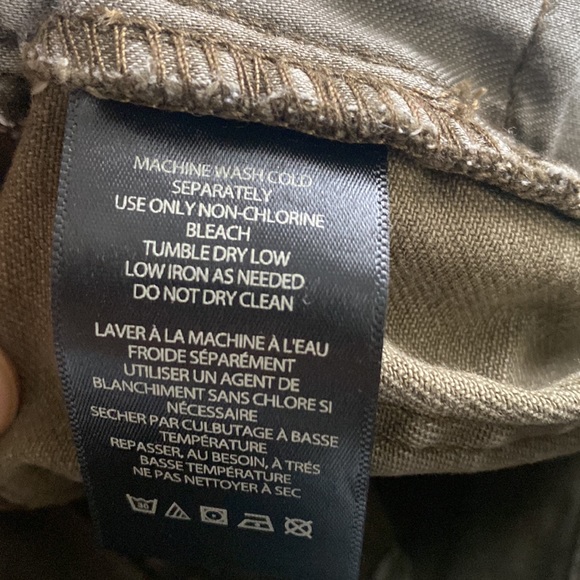 MACHINE WASH COLD
SEPARATELY
USE ONLY NON-CHLORINE
BLEACH
TUMBLE DRY LOW
LOW IRON AS NEEDED
DO NOT DRY CLEAN
LAVER À LA MACHINE À L'EAU
FROIDE SÉPARÉMENT
UTILISER UN AGENT DE
BLANCHIMENT SANS CHLORE SI
NÉCESSAIRE
SECHER PAR CULBUTAGE À BASSE
TEMPÉRATURE
REPASSER, AU BESOIN, À TRÉS
BASSE TEMPÉRATURE
NE PAS NETTOYER À SEC
30